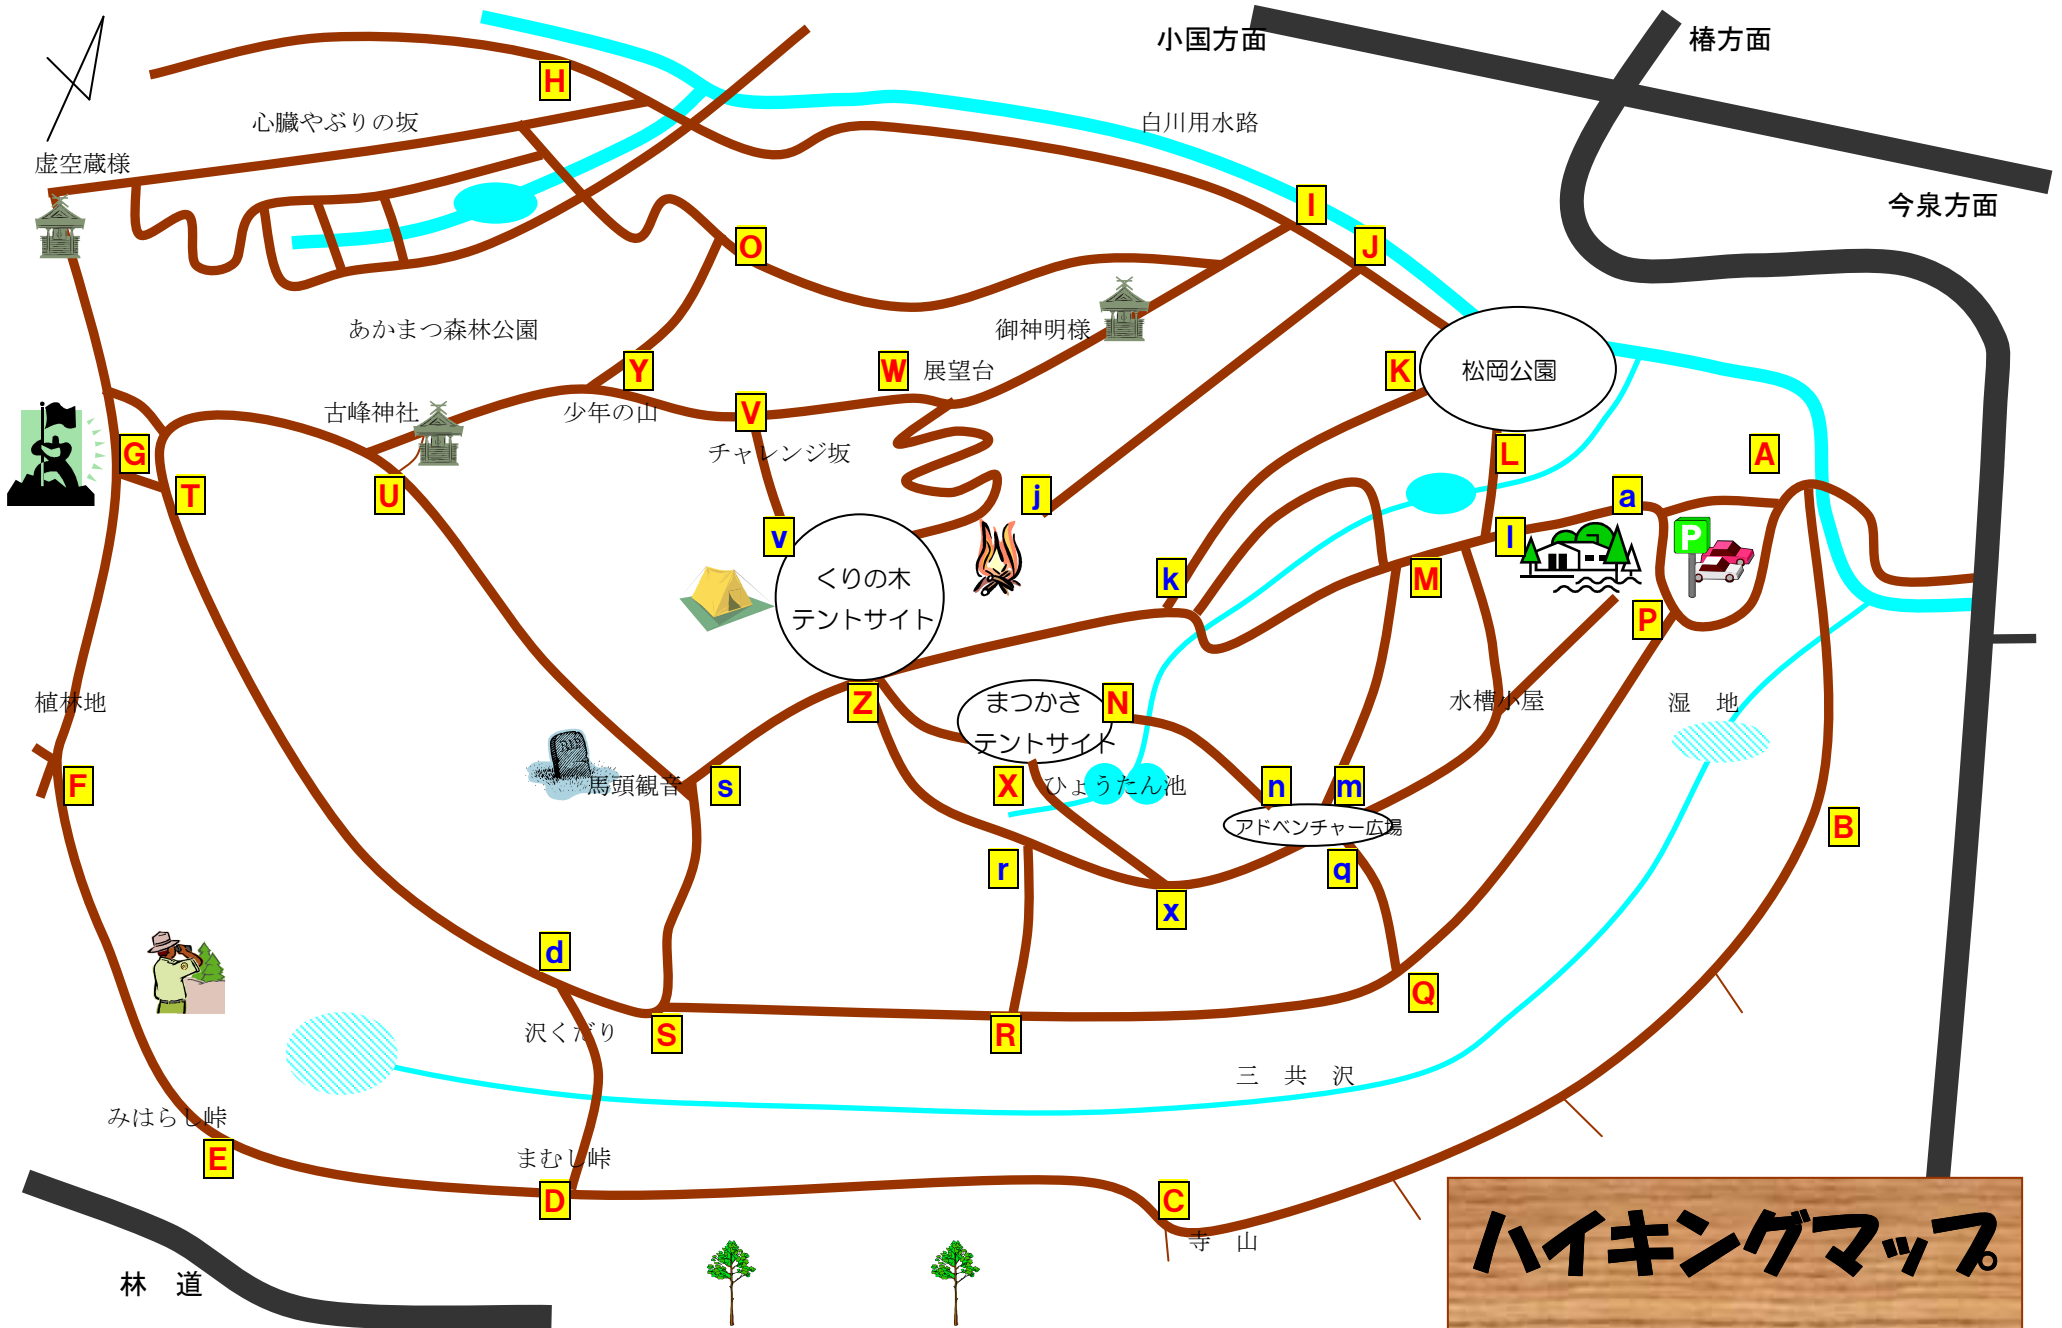 小国方面
椿方面
H
心臓やぶりの坂
白川用水路
虚空蔵様
今泉方面
I
O
J
あかまつ森林公園
御神明様
Y
W
展望台
K
松岡公園
古峰神社
少年の山
V
チャレンジ坂
G
L
A
T
U
j
a
v
l
P
くりの木
テントサイト
k
M
P
植林地
Z
まつかさ
テントサイト
N
水槽小屋
湿 地
F
馬頭観音
s
X
ひょうたん池
n
m
アドベンチャー広場
B
r
q
x
d
Q
沢くだり
S
R
三 共 沢
みはらし峠
E
まむし峠
D
C
寺 山
林 道
ハイキングマップ
RIP